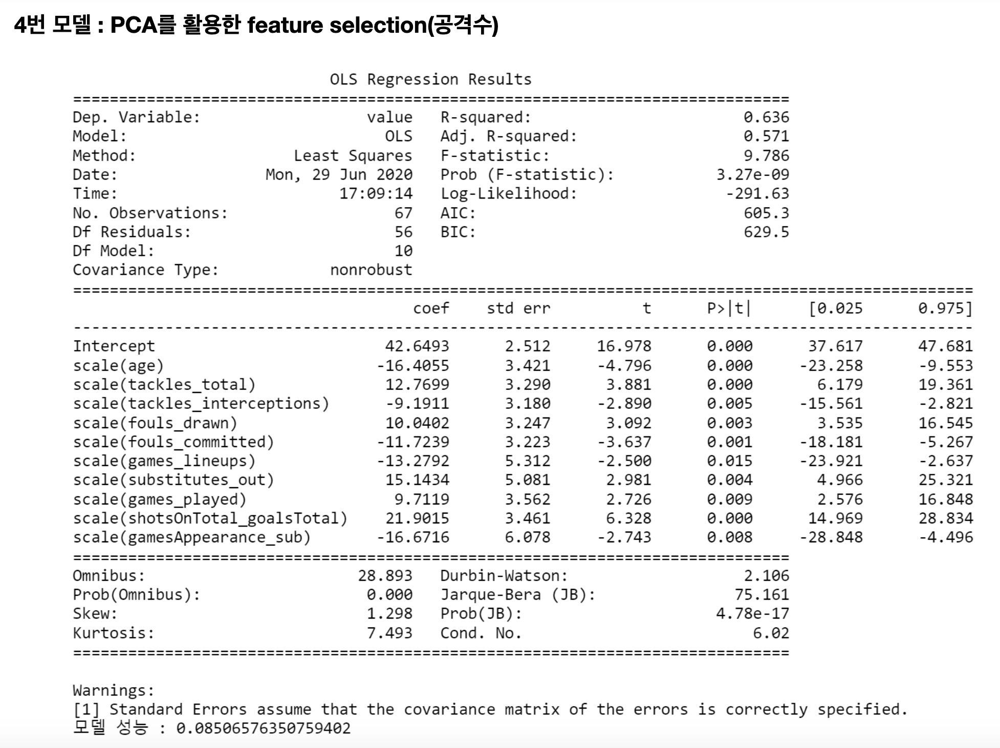 4번 모델 : PCA를 활용한 feature selection(공격수)
OLS Regression Results
==============================================================================
Dep. Variable: value R-squared: 0.636
Model: OLS Adj. R-squared: 0.571
Method: Least Squares F-statistic: 9.786
Date: Mon, 29 Jun 2020 Prob (F-statistic): 3.27e-09
Time: 17:09:14 Log-Likelihood: -291.63
No. Observations: 67 AIC: 605.3
Df Residuals: 56 BIC: 629.5
Df Model: 10
Covariance Type: nonrobust
==================================================================================================
coef std err t P>|t| [0.025 0.975]
--------------------------------------------------------------------------------------------------
Intercept 42.6493 2.512 16.978 0.000 37.617 47.681
scale(age) -16.4055 3.421 -4.796 0.000 -23.258 -9.553
scale(tackles_total) 12.7699 3.290 3.881 0.000 6.179 19.361
scale(tackles_interceptions) -9.1911 3.180 -2.890 0.005 -15.561 -2.821
scale(fouls_drawn) 10.0402 3.247 3.092 0.003 3.535 16.545
scale(fouls_committed) -11.7239 3.223 -3.637 0.001 -18.181 -5.267
scale(games_lineups) -13.2792 5.312 -2.500 0.015 -23.921 -2.637
scale(substitutes_out) 15.1434 5.081 2.981 0.004 4.966 25.321
scale(games_played) 9.7119 3.562 2.726 0.009 2.576 16.848
scale(shotsOnTotal_goalsTotal) 21.9015 3.461 6.328 0.000 14.969 28.834
scale(gamesAppearance_sub) -16.6716 6.078 -2.743 0.008 -28.848 -4.496
==============================================================================
Omnibus: 28.893 Durbin-Watson: 2.106
Prob(Omnibus): 0.000 Jarque-Bera (JB): 75.161
Skew: 1.298 Prob(JB): 4.78e-17
Kurtosis: 7.493 Cond. No. 6.02
==============================================================================
Warnings:
[1] Standard Errors assume that the covariance matrix of the errors is correctly specified.
모델 성능 : 0.08506576350759402